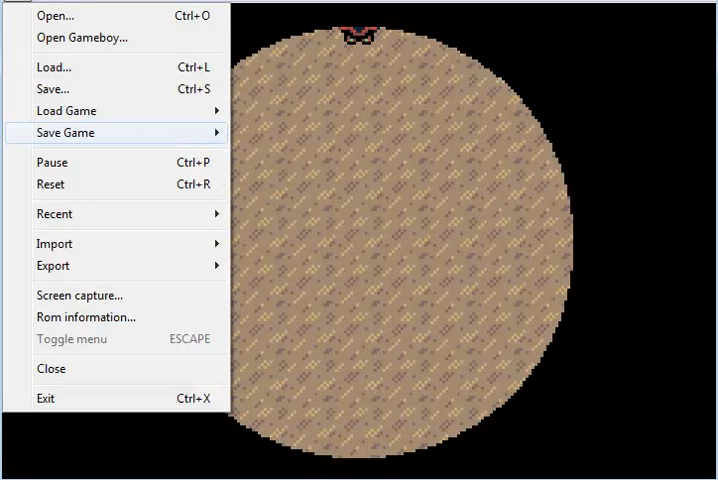 Open... Ctrl+O
Open Gameboy...
Load... Ctrl+L
Save... Ctrl+S
Load Game
Save Game
Pause Ctrl+P
Reset Ctrl+R
Recent
Import
Export
Screen capture...
Rom information...
Toggle menu ESCAPE
Close
Exit Ctrl+X